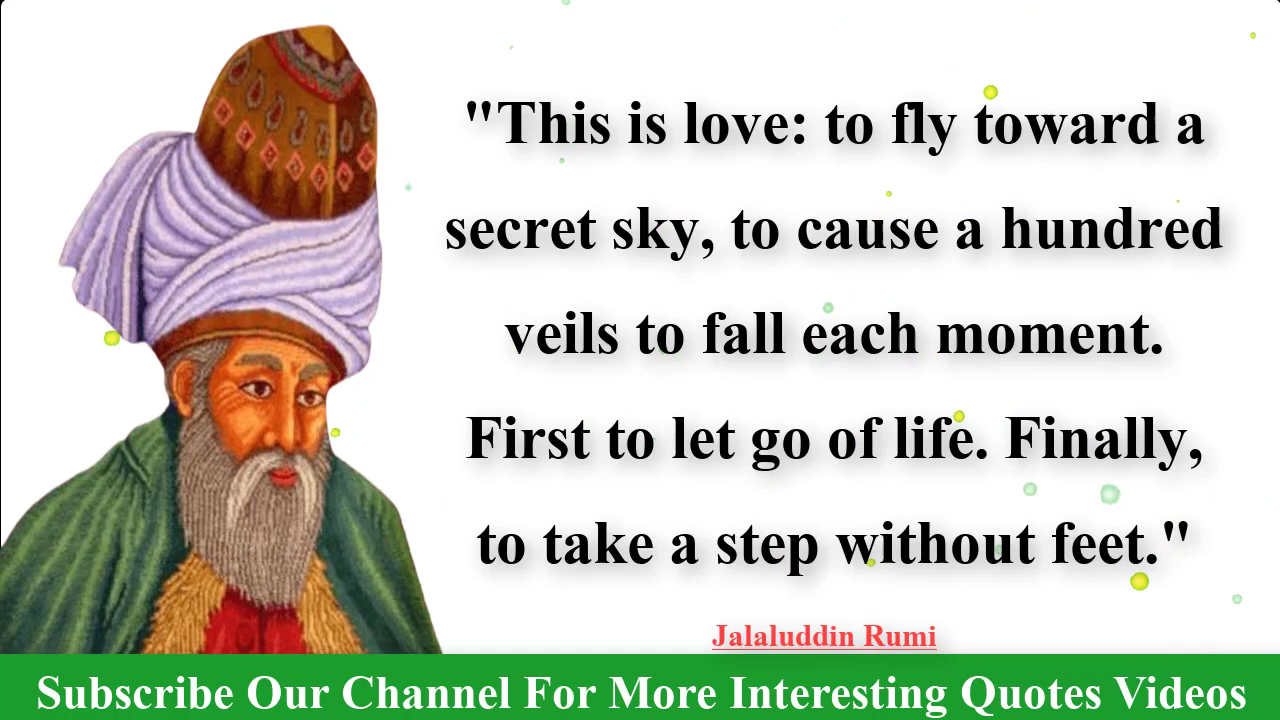 "This is love: to fly toward a
secret sky, to cause a hundred
veils to fall each moment.
First to let go of life. Finally,
to take a step without feet."
Jalaluddin Rumi
Subscribe Our Channel For More Interesting Quotes Videos